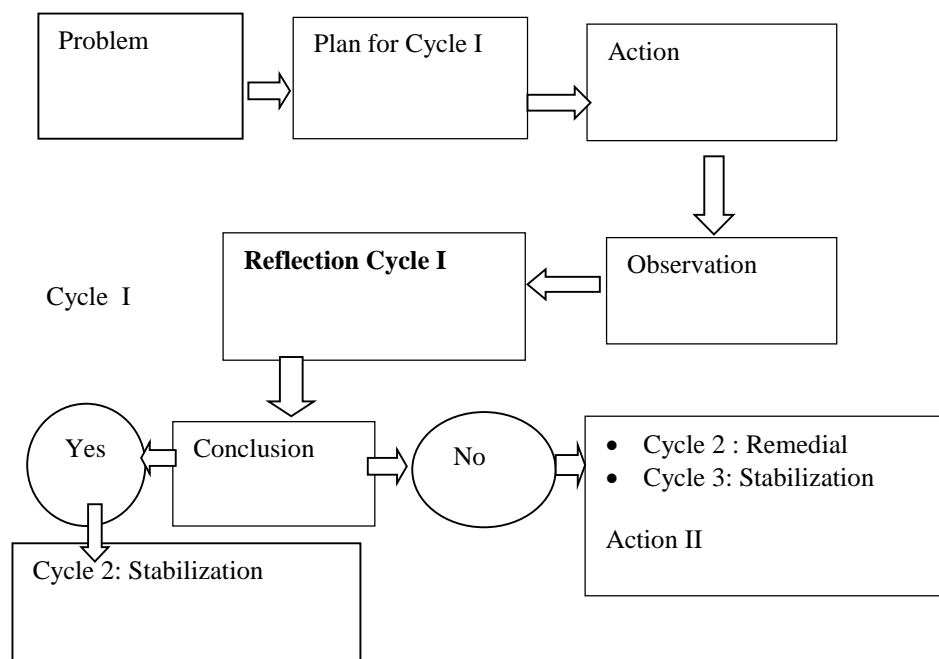 Problem
Plan for Cycle I
Action
Reflection Cycle I
Observation
Cycle I
Yes
Conclusion
No
• Cycle 2 : Remedial
• Cycle 3: Stabilization
Action II
Cycle 2: Stabilization